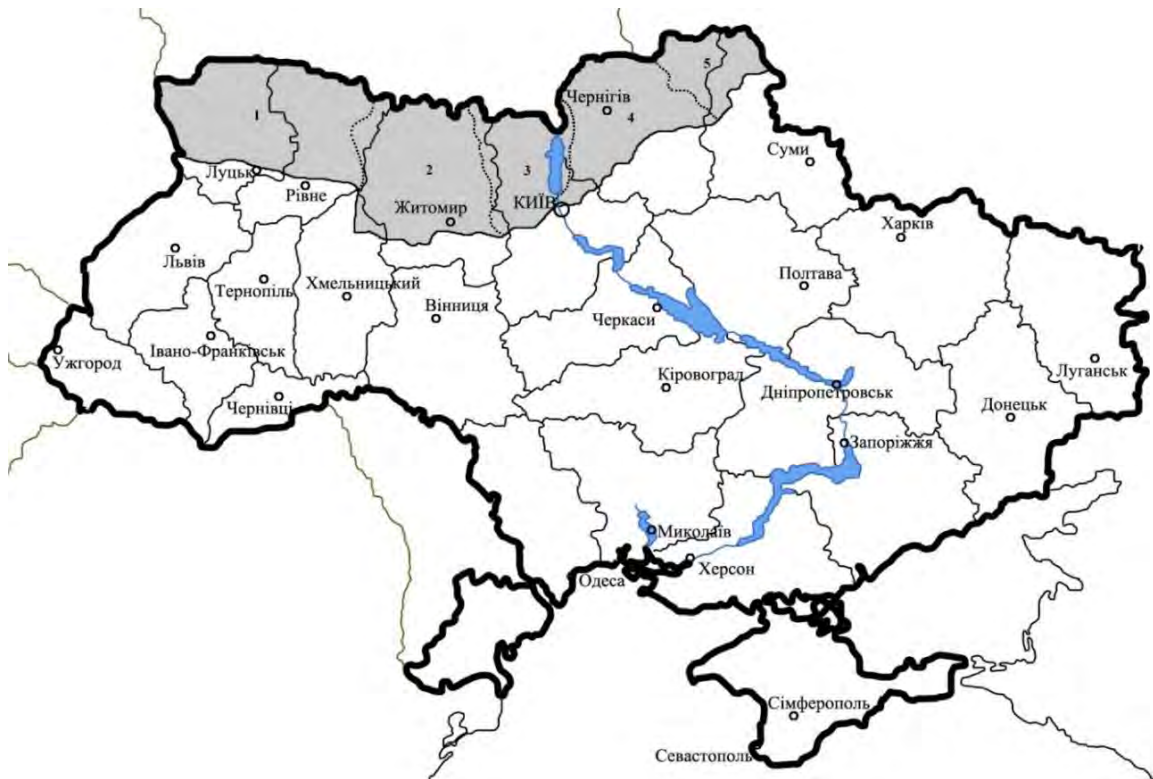 5
Чернігів
4
1
Суми
2
3
Луцьк
Рівне
Житомир
КИЇВ
Харків
Львів
Полтава
Тернопіль
Хмельницький
Вінниця
Черкаси
Івано-Франківськ
Ужгород
Луганськ
Кіровоград
Дніпропетровськ
Чернівці
Донецьк
Запоріжжя
Миколаїв
Херсон
Одеса
Сімферополь
Севастополь